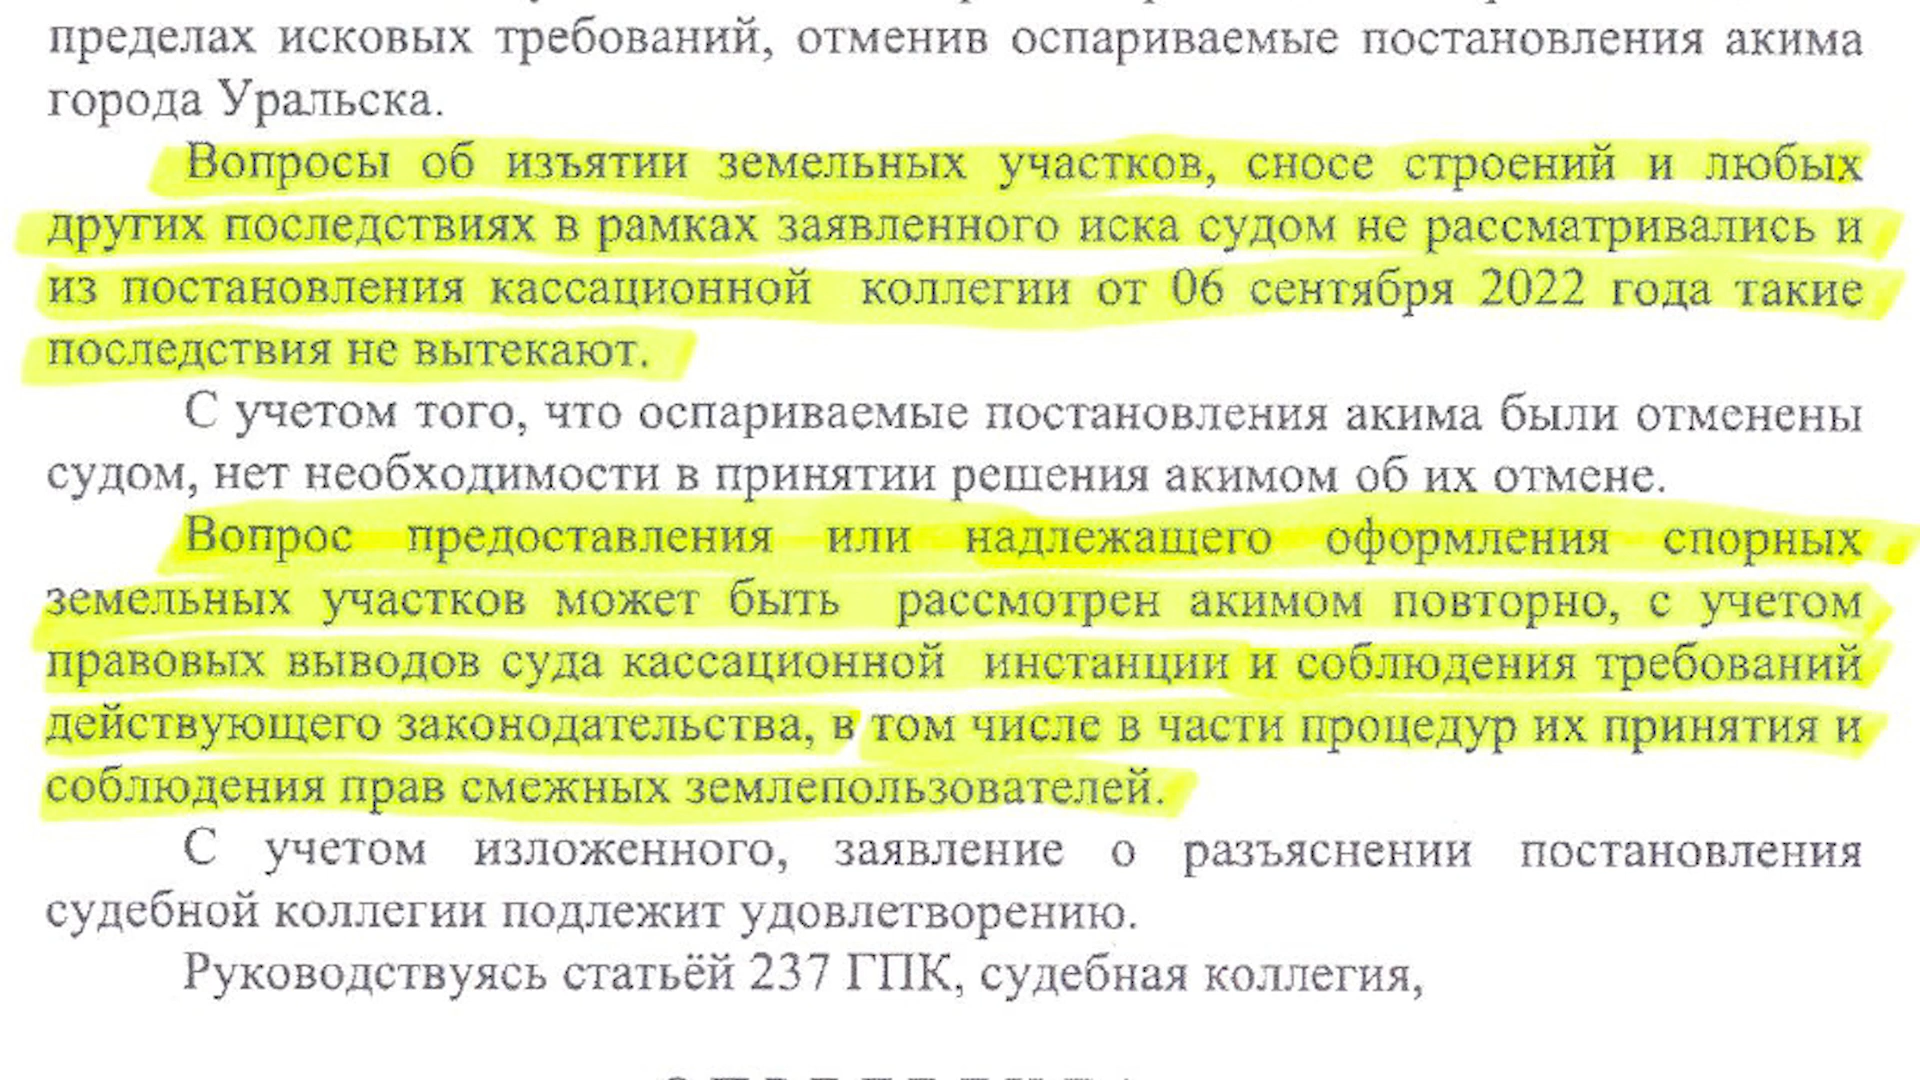 пределах исковых требований, отменив оспариваемые постановления акима
города Уральска.
Вопросы об изъятии земельных участков, сносе строений и любых
других последствиях в рамках заявленного иска судом не рассматривались и
из постановления кассационной коллегии от 06 сентября 2022 года такие
последствия не вытекают.
С учетом того, что оспариваемые постановления акима были отменены
судом, нет необходимости в принятии решения акимом об их отмене.
Вопрос предоставления или надлежащего оформления спорных
земельных участков может быть рассмотрен акимом повторно, с учетом
правовых выводов суда кассационной инстанции и соблюдения требований
действующего законодательства, в том числе в части процедур их принятия и
соблюдения прав смежных землепользователей.
С учетом изложенного, заявление о разъяснении постановления
судебной коллегии подлежит удовлетворению.
Руководствуясь статьёй 237 ГПК, судебная коллегия,